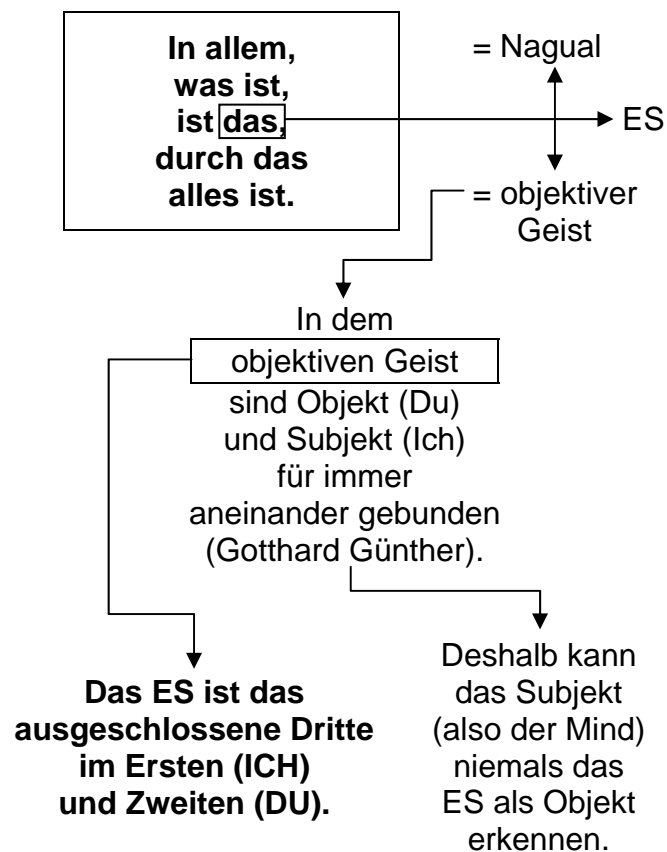 In allem,
was ist,
ist das,
durch das
alles ist.
= Nagual
ES
= objektiver
Geist
In dem
objektiven Geist
sind Objekt (Du)
und Subjekt (Ich)
für immer
aneinander gebunden
(Gotthard Günther).
Das ES ist das
ausgeschlossene Dritte
im Ersten (ICH)
und Zweiten (DU).
Deshalb kann
das Subjekt
(also der Mind)
niemals das
ES als Objekt
erkennen.